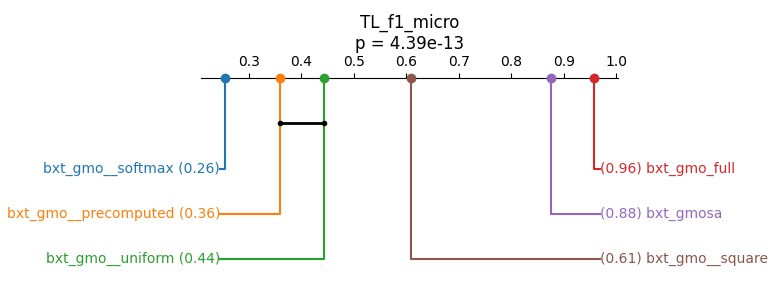 TL_f1_micro
p = 4.39e-13
0.3 0.4 0.5 0.6 0.7 0.8 0.9 1.0
bxt_gmo__softmax (0.26) (0.96) bxt_gmo_full
bxt_gmo__precomputed (0.36) (0.88) bxt_gmosa
bxt_gmo__uniform (0.44) (0.61) bxt_gmo__square